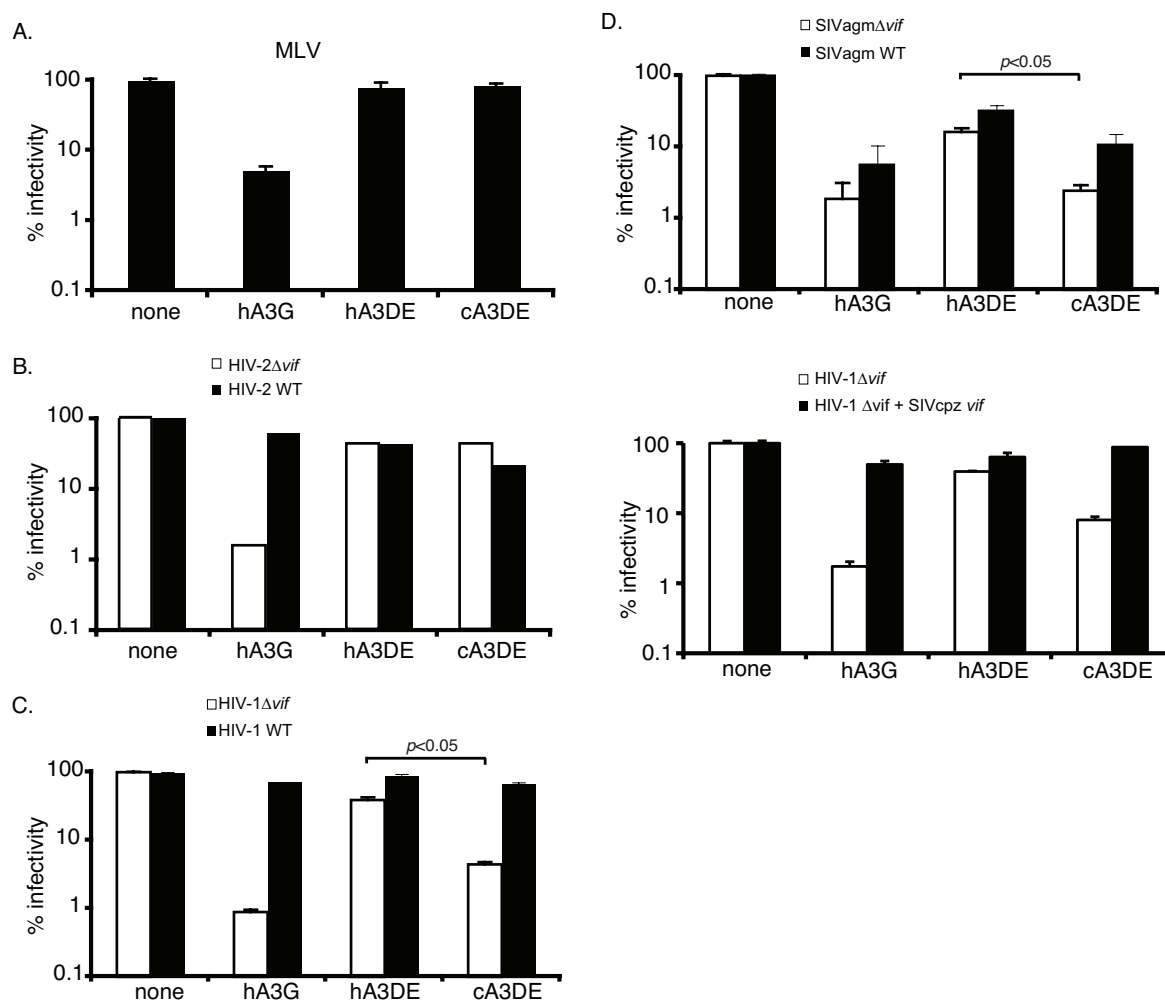 A.
MLV
% infectivity
100
10
1
0.1
none hA3G hA3DE cA3DE
B.
HIV-2Δvif
HIV-2 WT
% infectivity
100
10
1
0.1
none hA3G hA3DE cA3DE
C.
HIV-1Δvif
HIV-1 WT
p<0.05
% infectivity
100
10
1
0.1
none hA3G hA3DE cA3DE
D.
SIVagmΔvif
SIVagm WT
p<0.05
% infectivity
100
10
1
0.1
none hA3G hA3DE cA3DE
HIV-1Δvif
HIV-1 Δvif + SIVcpz vif
% infectivity
100
10
1
0.1
none hA3G hA3DE cA3DE